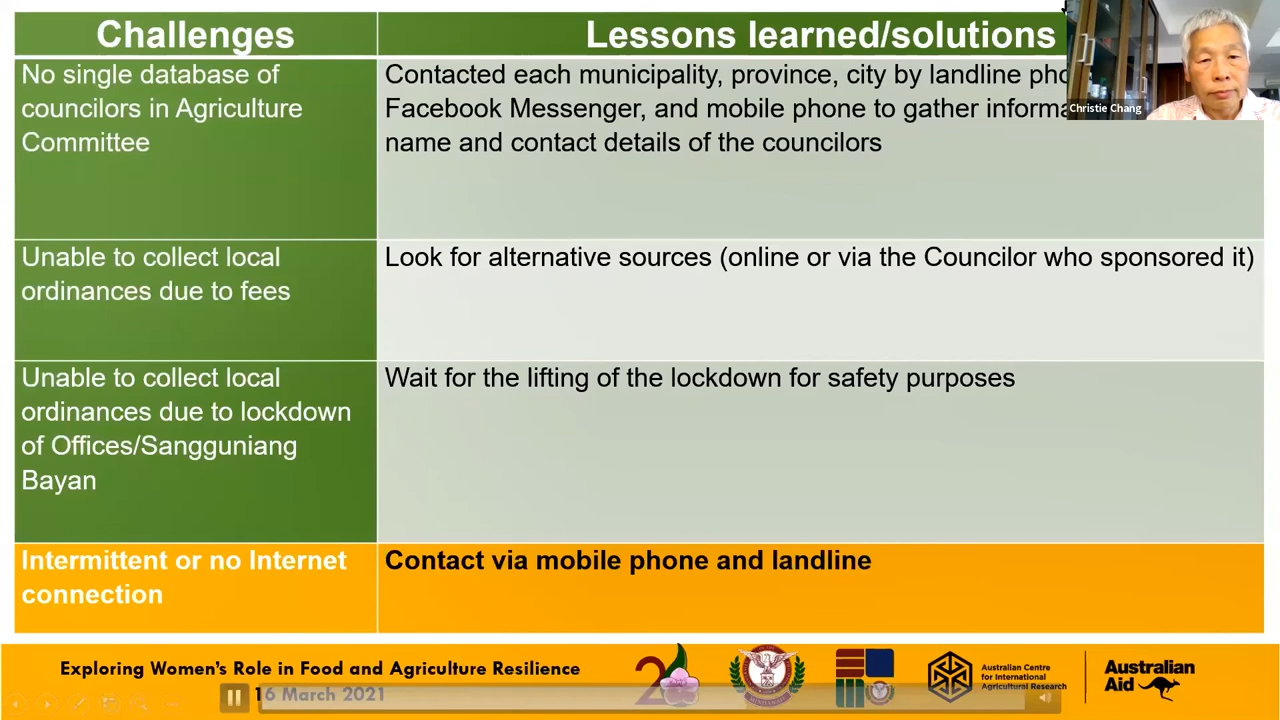 Challenges
Lessons learned/solutions
No single database of
councilors in Agriculture
Committee
Contacted each municipality, province, city by landline
Facebook Messenger, and mobile phone to gather
name and contact details of the councilors
Christie Chang
Unable to collect local
ordinances due to fees
Look for alternative sources (online or via the Councilor who sponsored it)
Unable to collect local
ordinances due to lockdown
of Offices/Sangguniang
Bayan
Wait for the lifting of the lockdown for safety purposes
Intermittent or no Internet
connection
Contact via mobile phone and landline
Exploring Women's Role in Food and Agriculture Resilience
16 March 2021
Australian Centre
for International
Agricultural Research
Australian
Aid